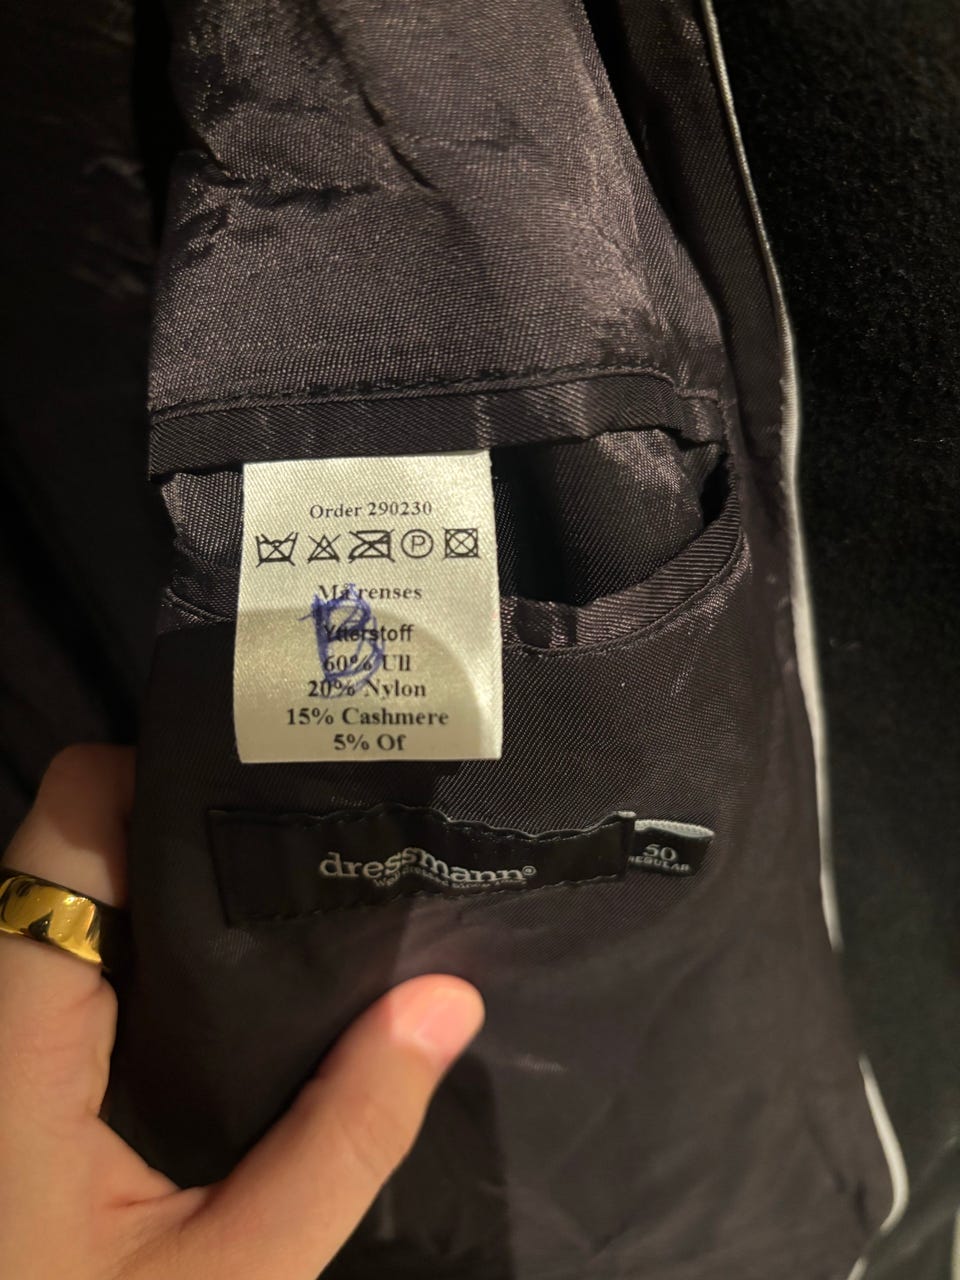 Order 290230
P
Må renses
B
Ytterstoff
60% Ull
20% Nylon
15% Cashmere
5% Of
dressmann®
50
REGULAR